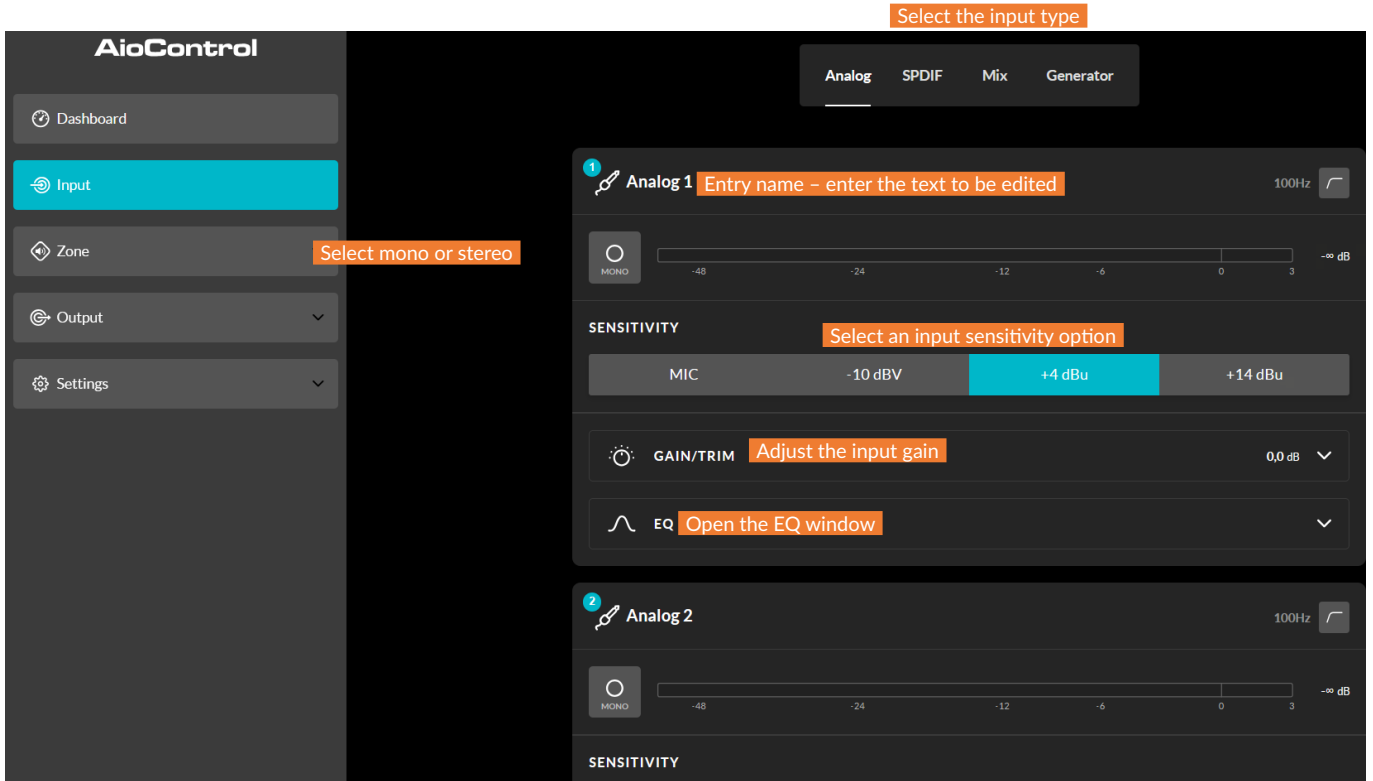 Select the input type
AioControl
Analog SPDIF Mix Generator
Dashboard
Input
1
Analog 1 Entry name – enter the text to be edited 100Hz
Zone
Select mono or stereo
MONO
-48 -24 -12 -6 0 3
-∞ dB
Output
SENSITIVITY
Select an input sensitivity option
MIC -10 dBV +4 dBu +14 dBu
Settings
GAIN/TRIM Adjust the input gain 0,0 dB
EQ Open the EQ window
2
Analog 2 100Hz
MONO
-48 -24 -12 -6 0 3
-∞ dB
SENSITIVITY